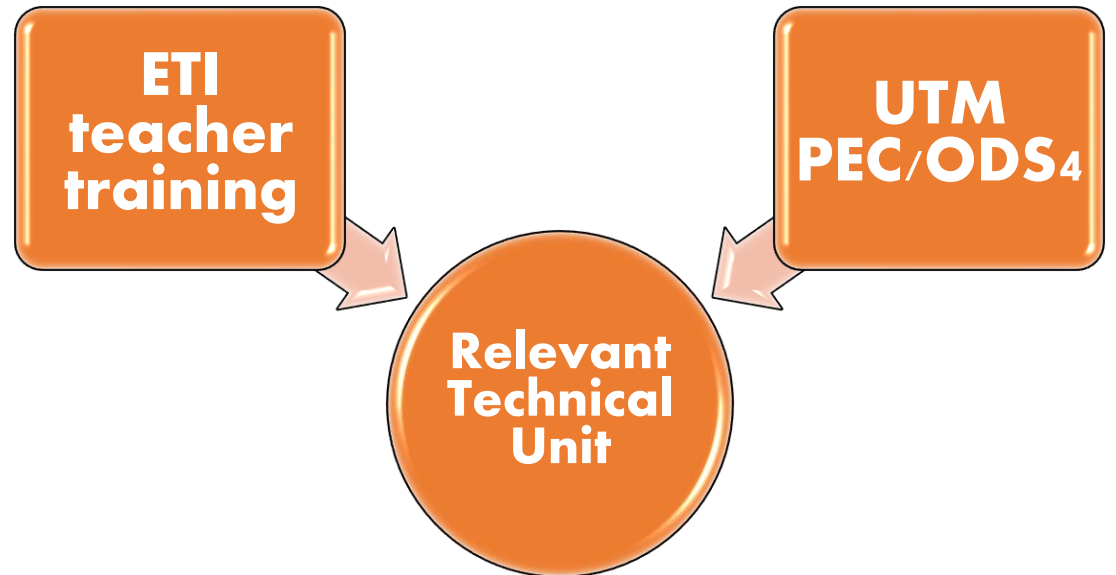 ETI
teacher
training
UTM
PEC/ODS4
Relevant
Technical
Unit